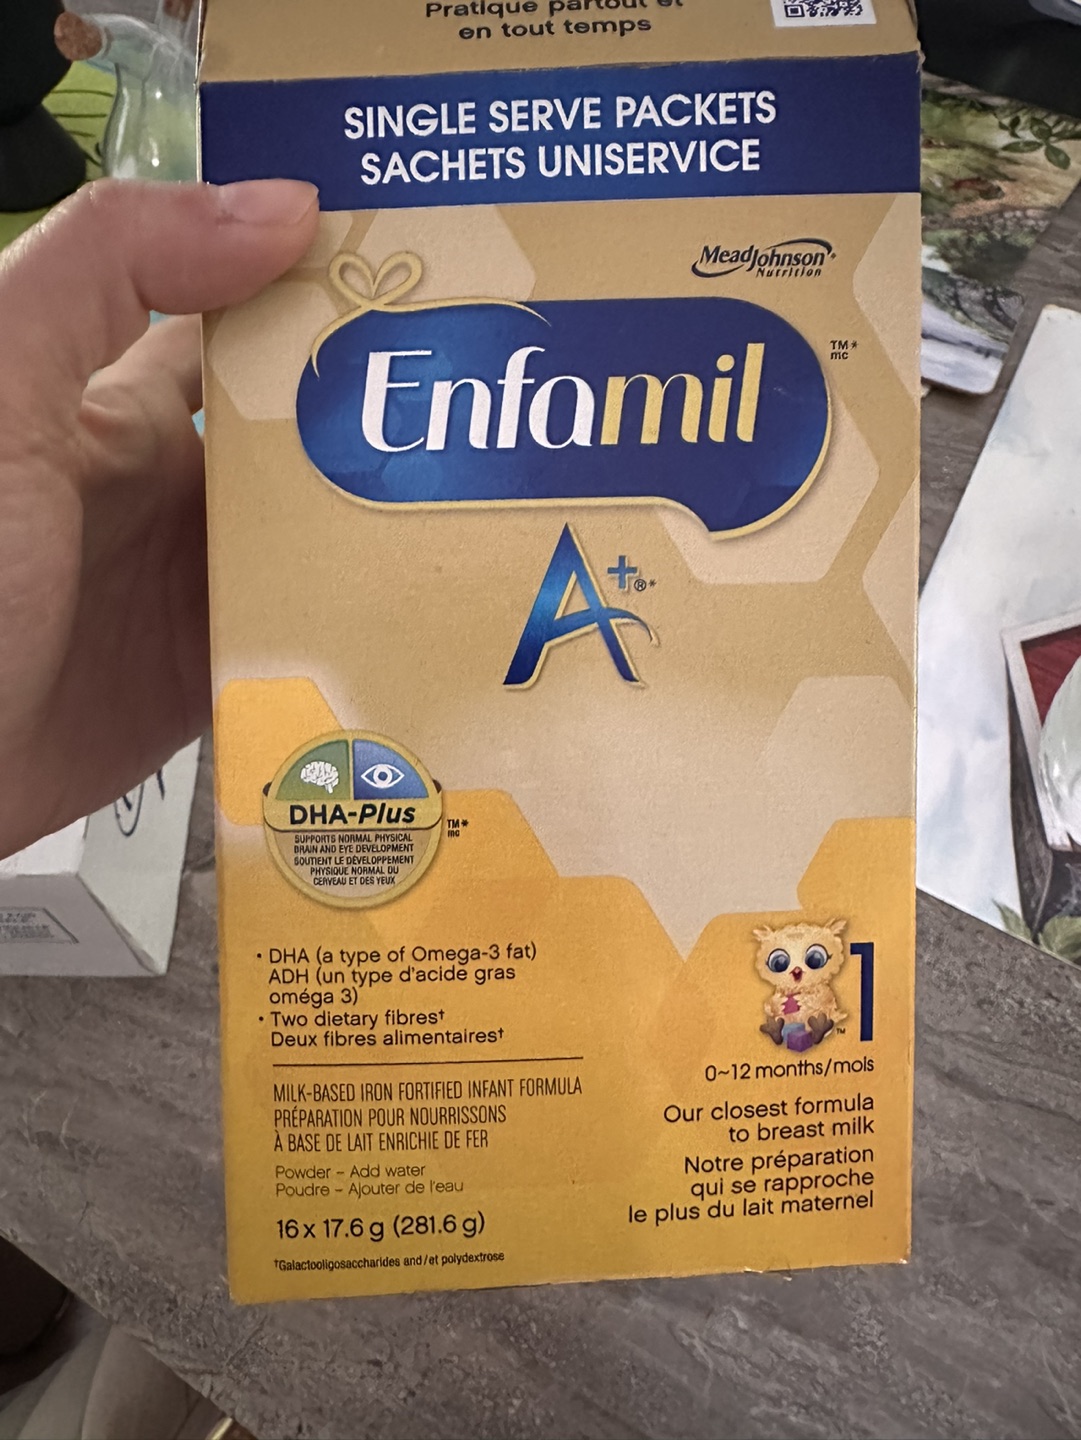 Pratique partout et
en tout temps
SINGLE SERVE PACKETS
SACHETS UNISERVICE
MeadJohnson
Nutrition
Enfamil
TM*
mc
A+®*
DHA-Plus
TM*
mc
SUPPORTS NORMAL PHYSICAL
BRAIN AND EYE DEVELOPMENT
SOUTIENT LE DÉVELOPPEMENT
PHYSIQUE NORMAL DU
CERVEAU ET DES YEUX
• DHA (a type of Omega-3 fat)
ADH (un type d'acide gras
oméga 3)
• Two dietary fibres†
Deux fibres alimentaires†
MILK-BASED IRON FORTIFIED INFANT FORMULA
PRÉPARATION POUR NOURRISSONS
À BASE DE LAIT ENRICHIE DE FER
Powder – Add water
Poudre – Ajouter de l'eau
16 x 17.6 g (281.6 g)
†Galactooligosaccharides and/et polydextrose
TM
1
0~12 months/mois
Our closest formula
to breast milk
Notre préparation
qui se rapproche
le plus du lait maternel